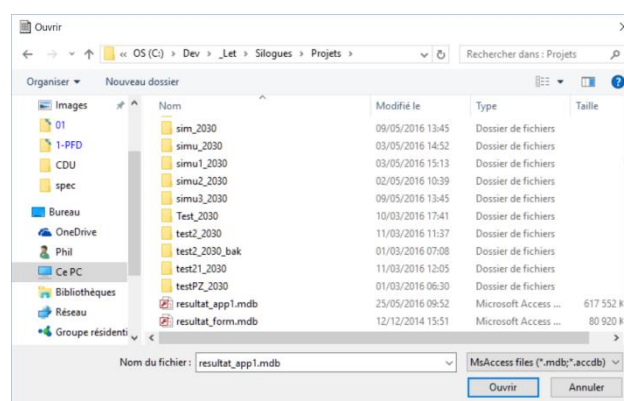 Ouvrir
« OS (C:) > Dev > _Let > Silogues > Projets >
Rechercher dans : Projets
Organiser Nouveau dossier
Images
01
1-PFD
CDU
spec
Bureau
OneDrive
Phil
Ce PC
Bibliothèques
Réseau
Groupe résidenti
Nom Modifié le Type Taille
sim_2030 09/05/2016 13:45 Dossier de fichiers
simu_2030 03/05/2016 14:52 Dossier de fichiers
simu1_2030 03/05/2016 15:13 Dossier de fichiers
simu2_2030 02/05/2016 10:39 Dossier de fichiers
simu3_2030 09/05/2016 13:45 Dossier de fichiers
Test_2030 10/03/2016 17:41 Dossier de fichiers
test2_2030 11/03/2016 11:37 Dossier de fichiers
test2_2030_bak 01/03/2016 07:08 Dossier de fichiers
test21_2030 11/03/2016 12:05 Dossier de fichiers
testPZ_2030 01/03/2016 06:30 Dossier de fichiers
resultat_app1.mdb 25/05/2016 09:52 Microsoft Access ... 617 552 K
resultat_form.mdb 12/12/2014 15:51 Microsoft Access ... 80 920 K
Nom du fichier : resultat_app1.mdb MsAccess files (*.mdb;*.accdb)
Ouvrir Annuler